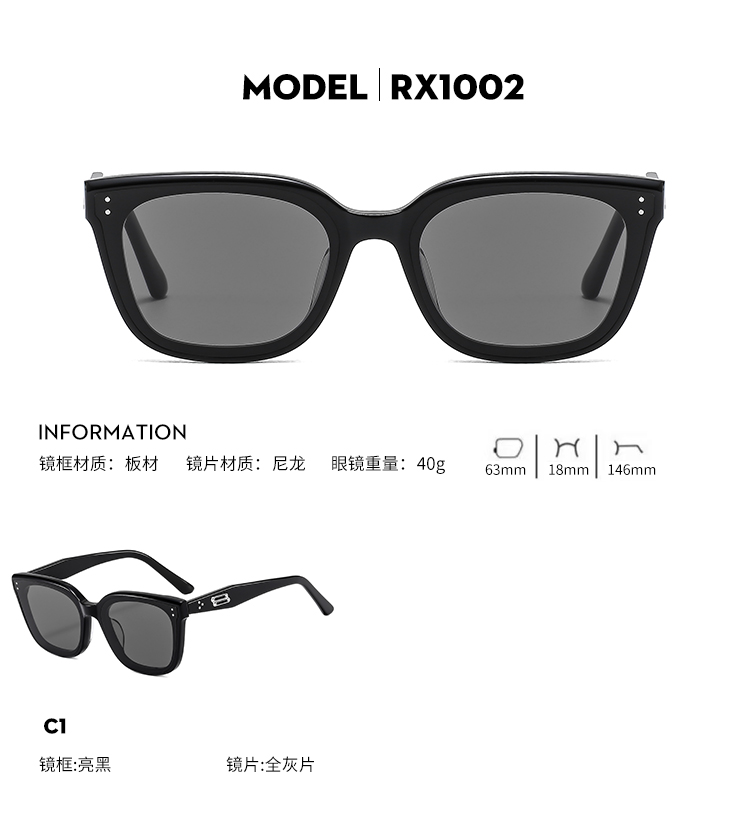 MODEL | RX1002
INFORMATION
镜框材质：板材 镜片材质：尼龙 眼镜重量：40g
63mm 18mm 146mm
C1
镜框:亮黑 镜片:全灰片